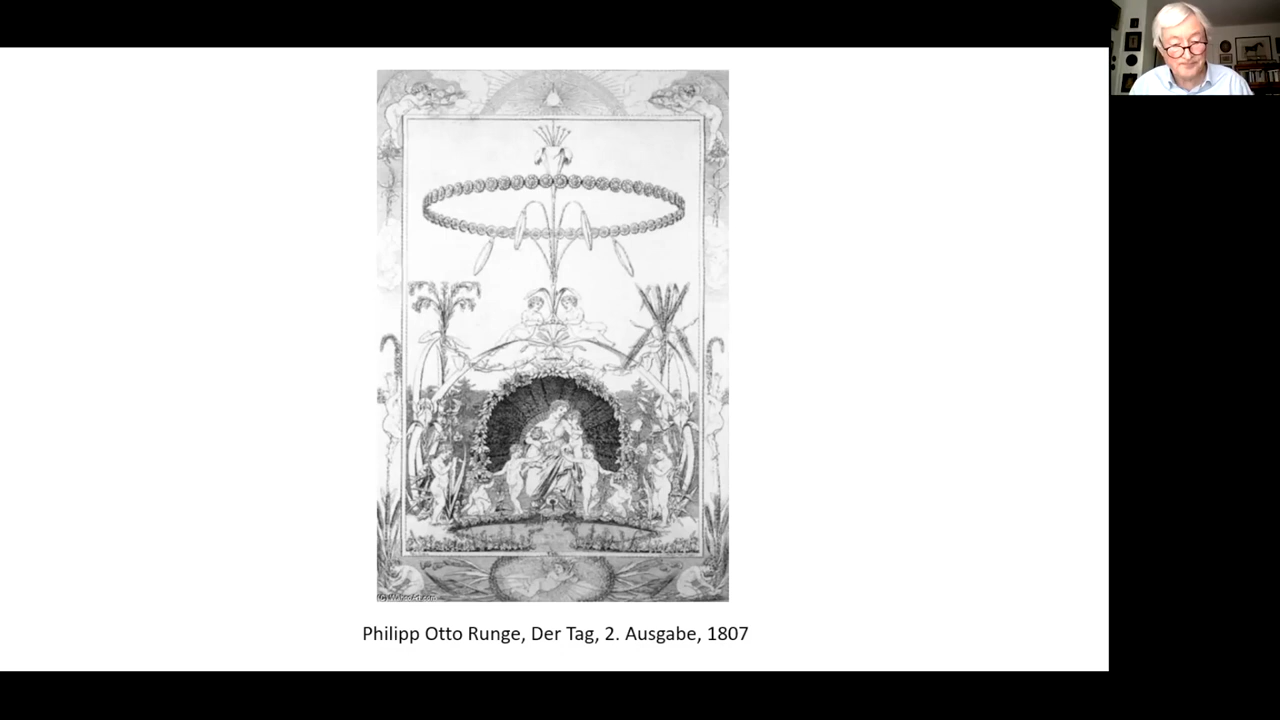 Philipp Otto Runge, Der Tag, 2. Ausgabe, 1807